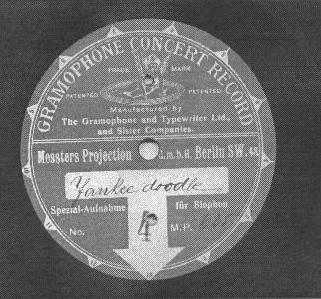 GRAMOPHONE CONCERT RECORD
TRADE MARK
PATENTED PATENTED
Manufactured by
The Gramophone and Typewriter Ltd.,
and Sister Companies.
Messters Projection G.m.b.H. Berlin SW. 48
Yankee doodle
Spezial-Aufnahme für Biophon
No. 4 M.P.